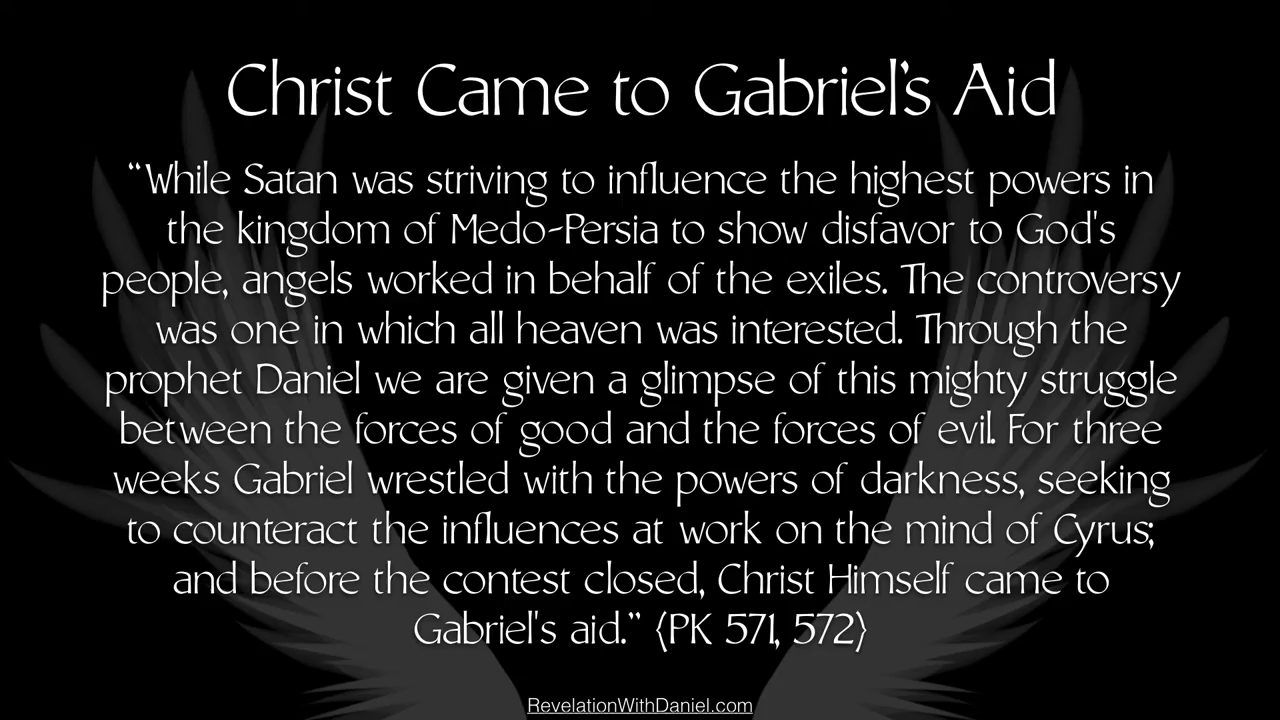 Christ Came to Gabriel’s Aid
“While Satan was striving to influence the highest powers in
the kingdom of Medo-Persia to show disfavor to God's
people, angels worked in behalf of the exiles. The controversy
was one in which all heaven was interested. Through the
prophet Daniel we are given a glimpse of this mighty struggle
between the forces of good and the forces of evil. For three
weeks Gabriel wrestled with the powers of darkness, seeking
to counteract the influences at work on the mind of Cyrus;
and before the contest closed, Christ Himself came to
Gabriel's aid.” {PK 571, 572}
RevelationWithDaniel.com